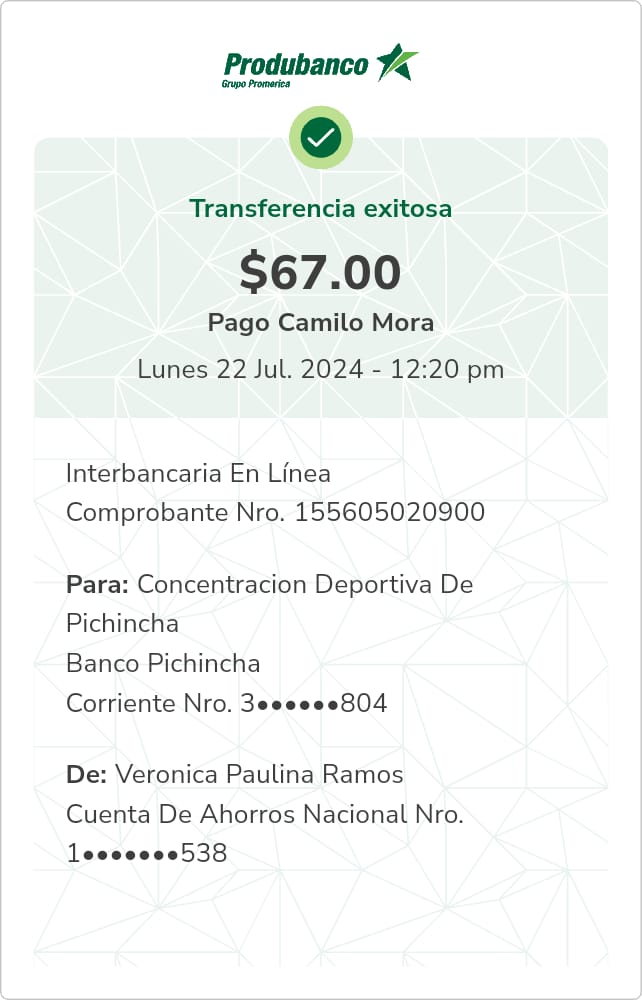 Produbanco
Grupo Promerica
Transferencia exitosa
$67.00
Pago Camilo Mora
Lunes 22 Jul. 2024 - 12:20 pm
Interbancaria En Línea
Comprobante Nro. 155605020900
Para: Concentracion Deportiva De
Pichincha
Banco Pichincha
Corriente Nro. 3••••••804
De: Veronica Paulina Ramos
Cuenta De Ahorros Nacional Nro.
1•••••••538